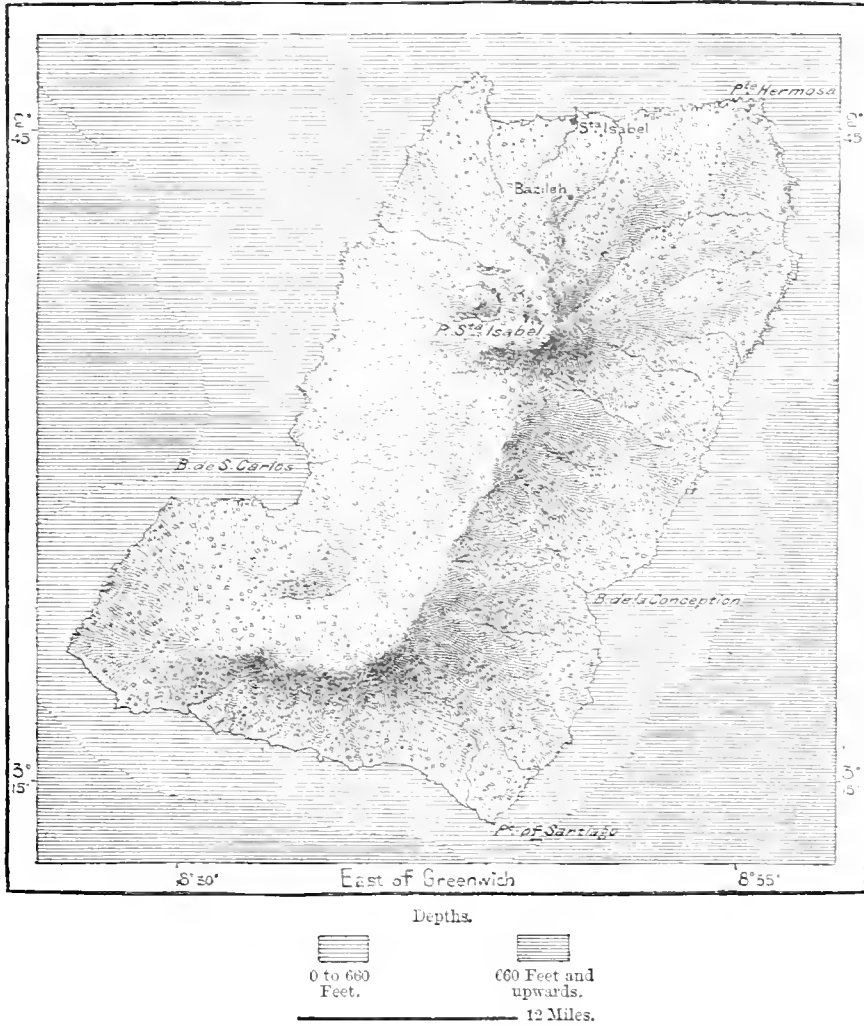 Pte Hermosa
Sta Isabel
45'
45'
Bazileh
P. Sta Isabel
B. de S. Carlos
B. de la Conception
3°
15'
3°
15'
Pt. of Santiago
8°30'
East of Greenwich
8°55'
Depths.
0 to 660
Feet.
660 Feet and
upwards.
12 Miles.